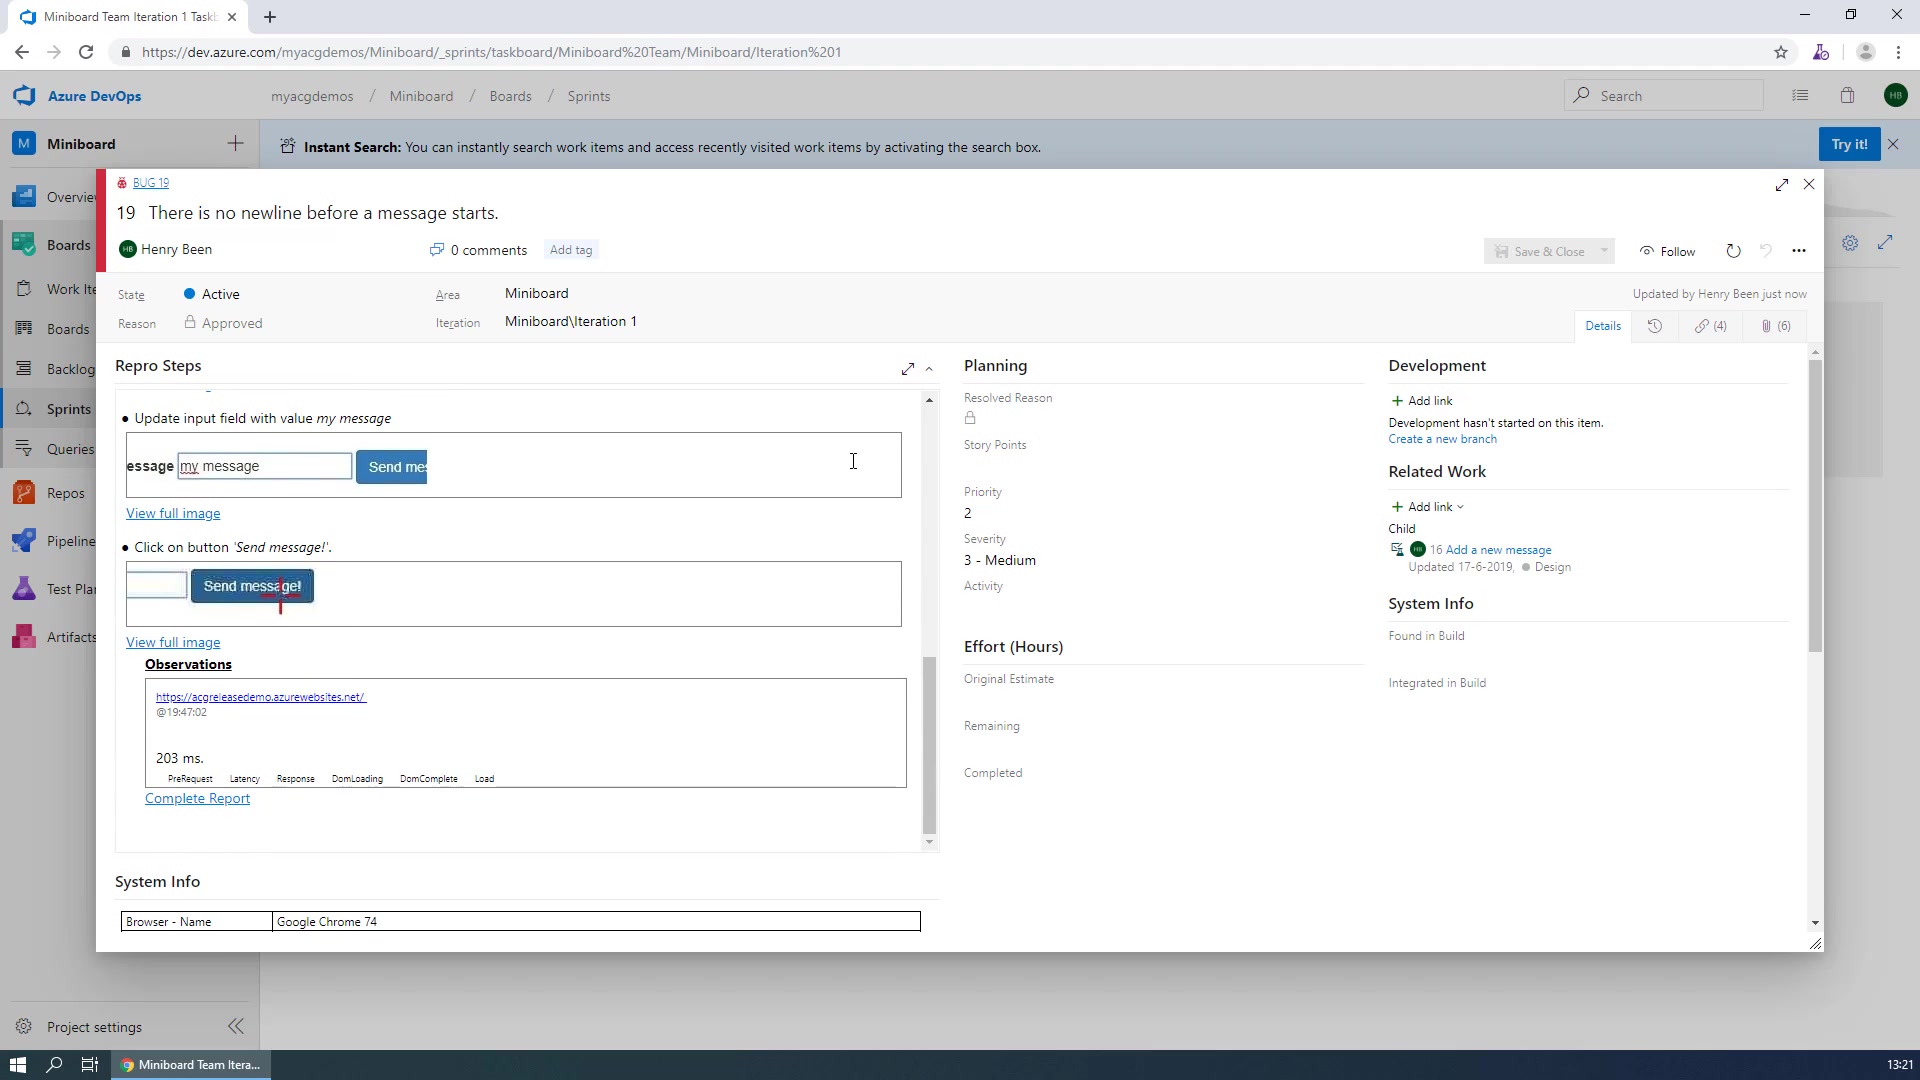 Miniboard Team Iteration 1 Taskb
https://dev.azure.com/myacgdemos/Miniboard/_sprints/taskboard/Miniboard%20Team/Miniboard/Iteration%201
Azure DevOps
myacgdemos / Miniboard / Boards / Sprints
Search
HB
M Miniboard
Instant Search: You can instantly search work items and access recently visited work items by activating the search box.
Try it!
Overvie
Boards
Work Ite
Boards
Backlog
Sprints
Queries
Repos
Pipeline
Test Plar
Artifacts
Project settings
BUG 19
19 There is no newline before a message starts.
HB Henry Been
0 comments
Add tag
Save & Close
Follow
State Active
Area Miniboard
Updated by Henry Been just now
Reason Approved
Iteration Miniboard\Iteration 1
Details
(4)
(6)
Repro Steps
• Update input field with value my message
essage my message Send mes
View full image
• Click on button 'Send message!'.
Send message!
View full image
Observations
https://acgreleasedemo.azurewebsites.net/
@19:47:02
203 ms.
PreRequest Latency Response DomLoading DomComplete Load
Complete Report
System Info
Browser - Name Google Chrome 74
Planning
Resolved Reason
Story Points
Priority
2
Severity
3 - Medium
Activity
Effort (Hours)
Original Estimate
Remaining
Completed
Development
Add link
Development hasn't started on this item.
Create a new branch
Related Work
Add link
Child
HB 16 Add a new message
Updated 17-6-2019, Design
System Info
Found in Build
Integrated in Build
Miniboard Team Itera...
13:21